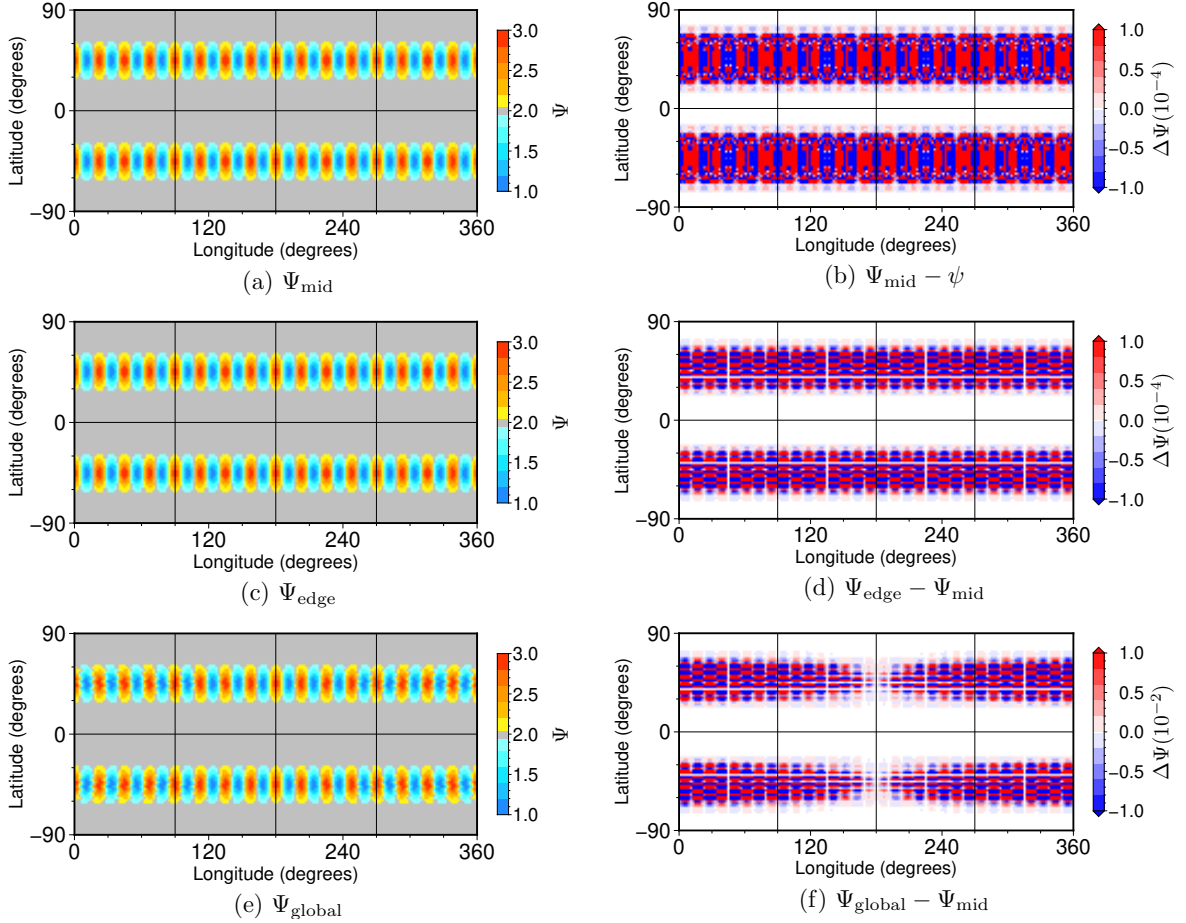 90
0
−90
Latitude (degrees)
0 120 240 360
Longitude (degrees)
3.0
2.5
2.0
1.5
1.0
Ψ
(a) Ψmid
90
0
−90
Latitude (degrees)
0 120 240 360
Longitude (degrees)
1.0
0.5
0.0
−0.5
−1.0
ΔΨ(10−4)
(b) Ψmid − ψ
90
0
−90
Latitude (degrees)
0 120 240 360
Longitude (degrees)
3.0
2.5
2.0
1.5
1.0
Ψ
(c) Ψedge
90
0
−90
Latitude (degrees)
0 120 240 360
Longitude (degrees)
1.0
0.5
0.0
−0.5
−1.0
ΔΨ(10−4)
(d) Ψedge − Ψmid
90
0
−90
Latitude (degrees)
0 120 240 360
Longitude (degrees)
3.0
2.5
2.0
1.5
1.0
Ψ
(e) Ψglobal
90
0
−90
Latitude (degrees)
0 120 240 360
Longitude (degrees)
1.0
0.5
0.0
−0.5
−1.0
ΔΨ(10−2)
(f) Ψglobal − Ψmid